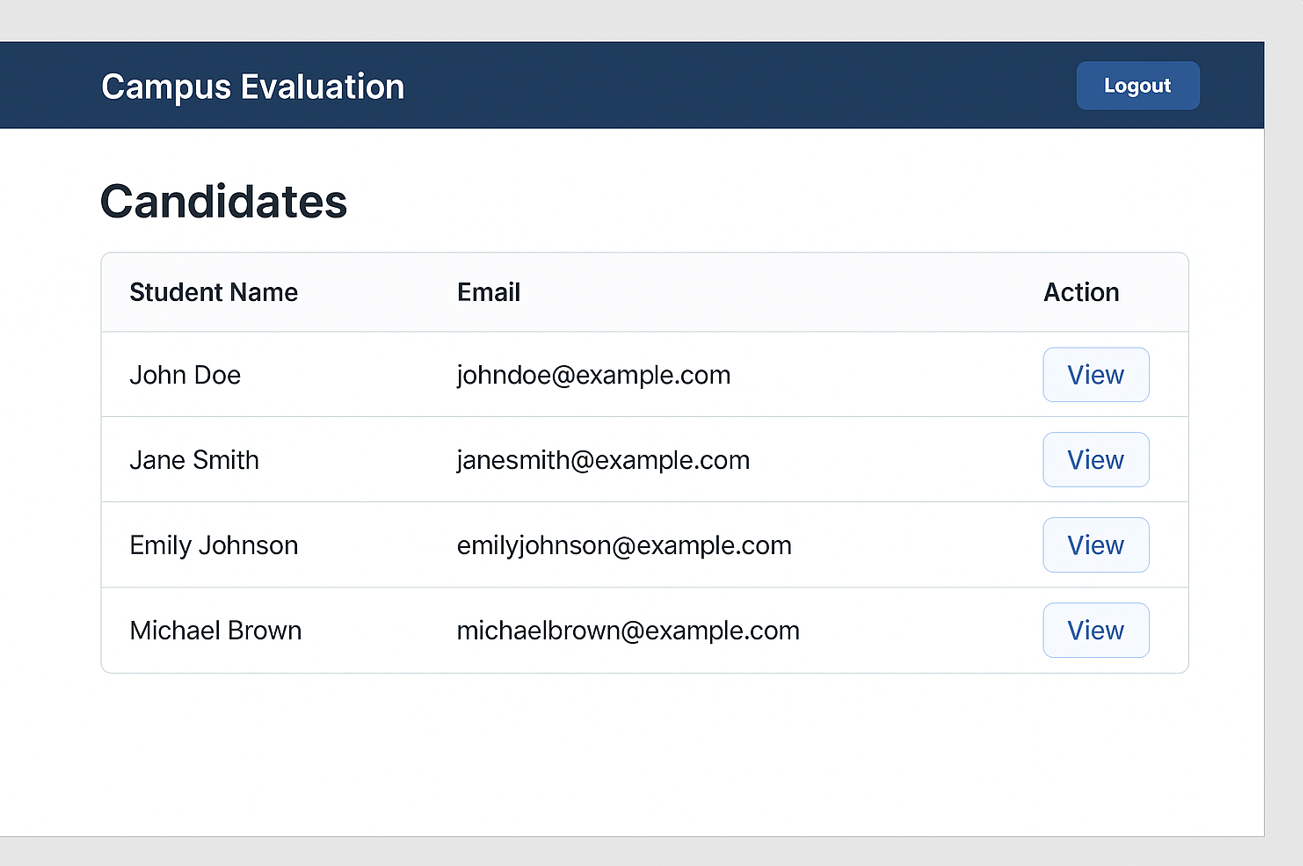 Campus Evaluation Logout
Candidates
Student Name Email Action
John Doe johndoe@example.com View
Jane Smith janesmith@example.com View
Emily Johnson emilyjohnson@example.com View
Michael Brown michaelbrown@example.com View